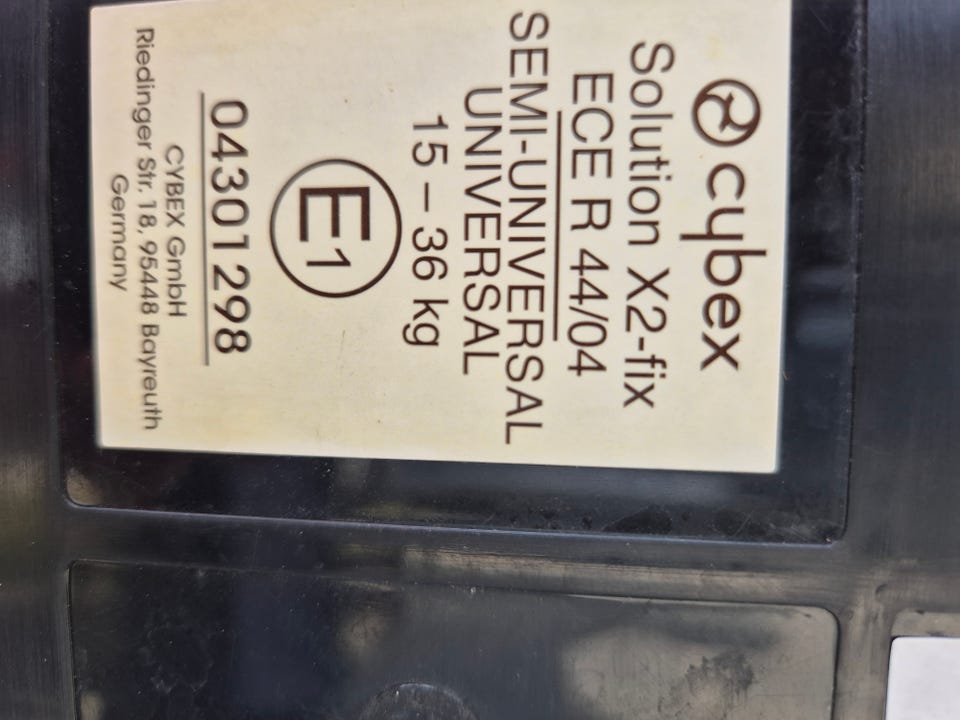 cybex
Solution X2-fix
ECE R 44/04
SEMI-UNIVERSAL
UNIVERSAL
15 – 36 kg
E1
04301298
CYBEX GmbH
Riedinger Str. 18, 95448 Bayreuth
Germany